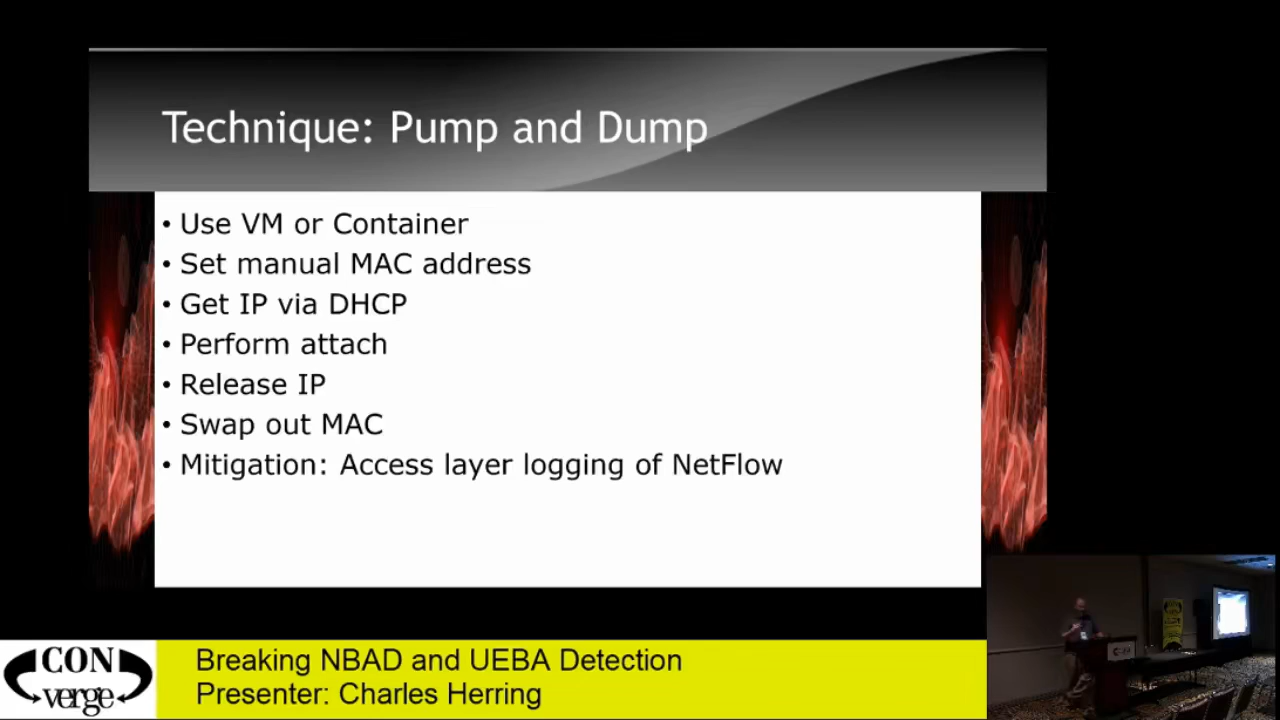 Technique: Pump and Dump
• Use VM or Container
• Set manual MAC address
• Get IP via DHCP
• Perform attach
• Release IP
• Swap out MAC
• Mitigation: Access layer logging of NetFlow
CON
verge
Breaking NBAD and UEBA Detection
Presenter: Charles Herring